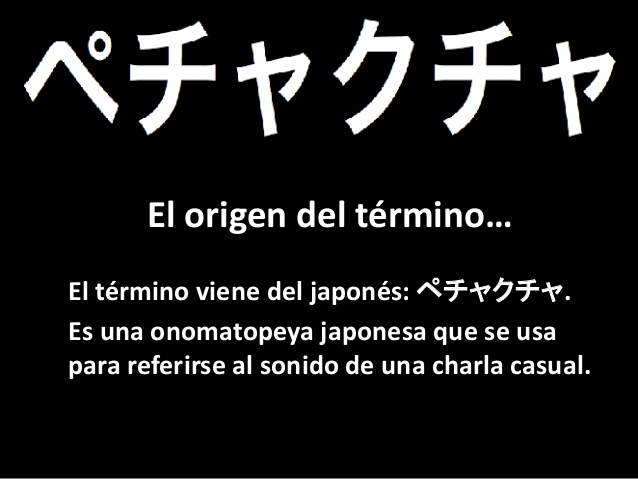 ペチャクチャ
El origen del término…
El término viene del japonés: ペチャクチャ.
Es una onomatopeya japonesa que se usa
para referirse al sonido de una charla casual.